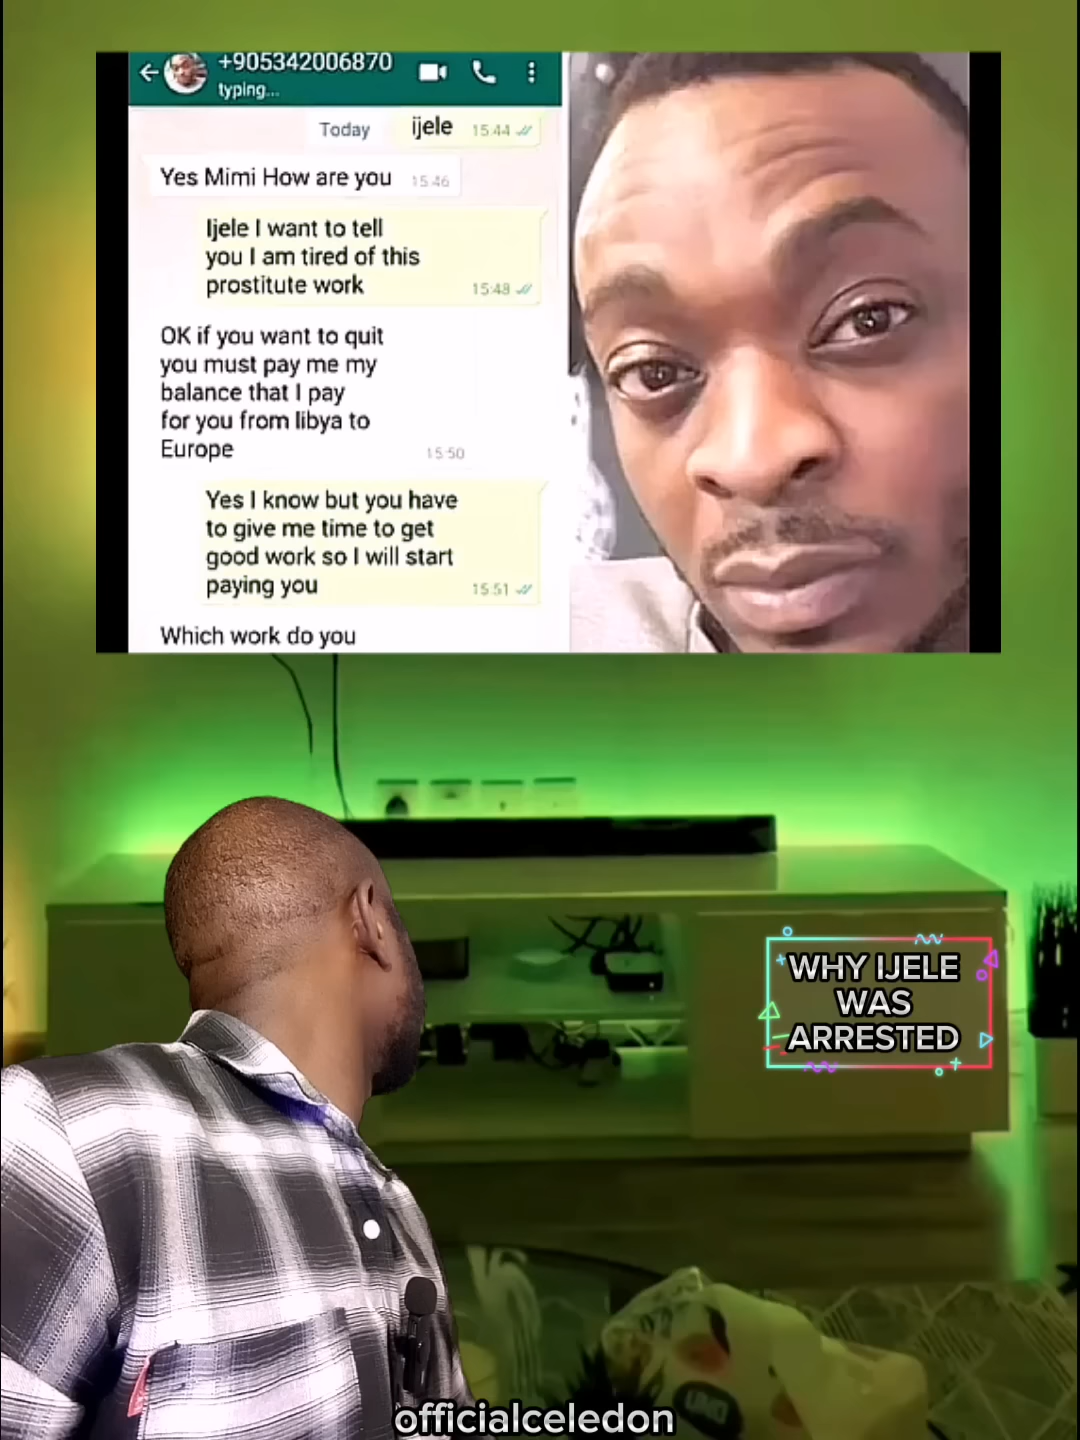 +905342006870
typing...
Today
ijele 15:44
Yes Mimi How are you 15:46
Ijele I want to tell
you I am tired of this
prostitute work 15:48
OK if you want to quit
you must pay me my
balance that I pay
for you from libya to
Europe 15:50
Yes I know but you have
to give me time to get
good work so I will start
paying you 15:51
Which work do you
WHY IJELE
WAS
ARRESTED
UNO
officialceledon